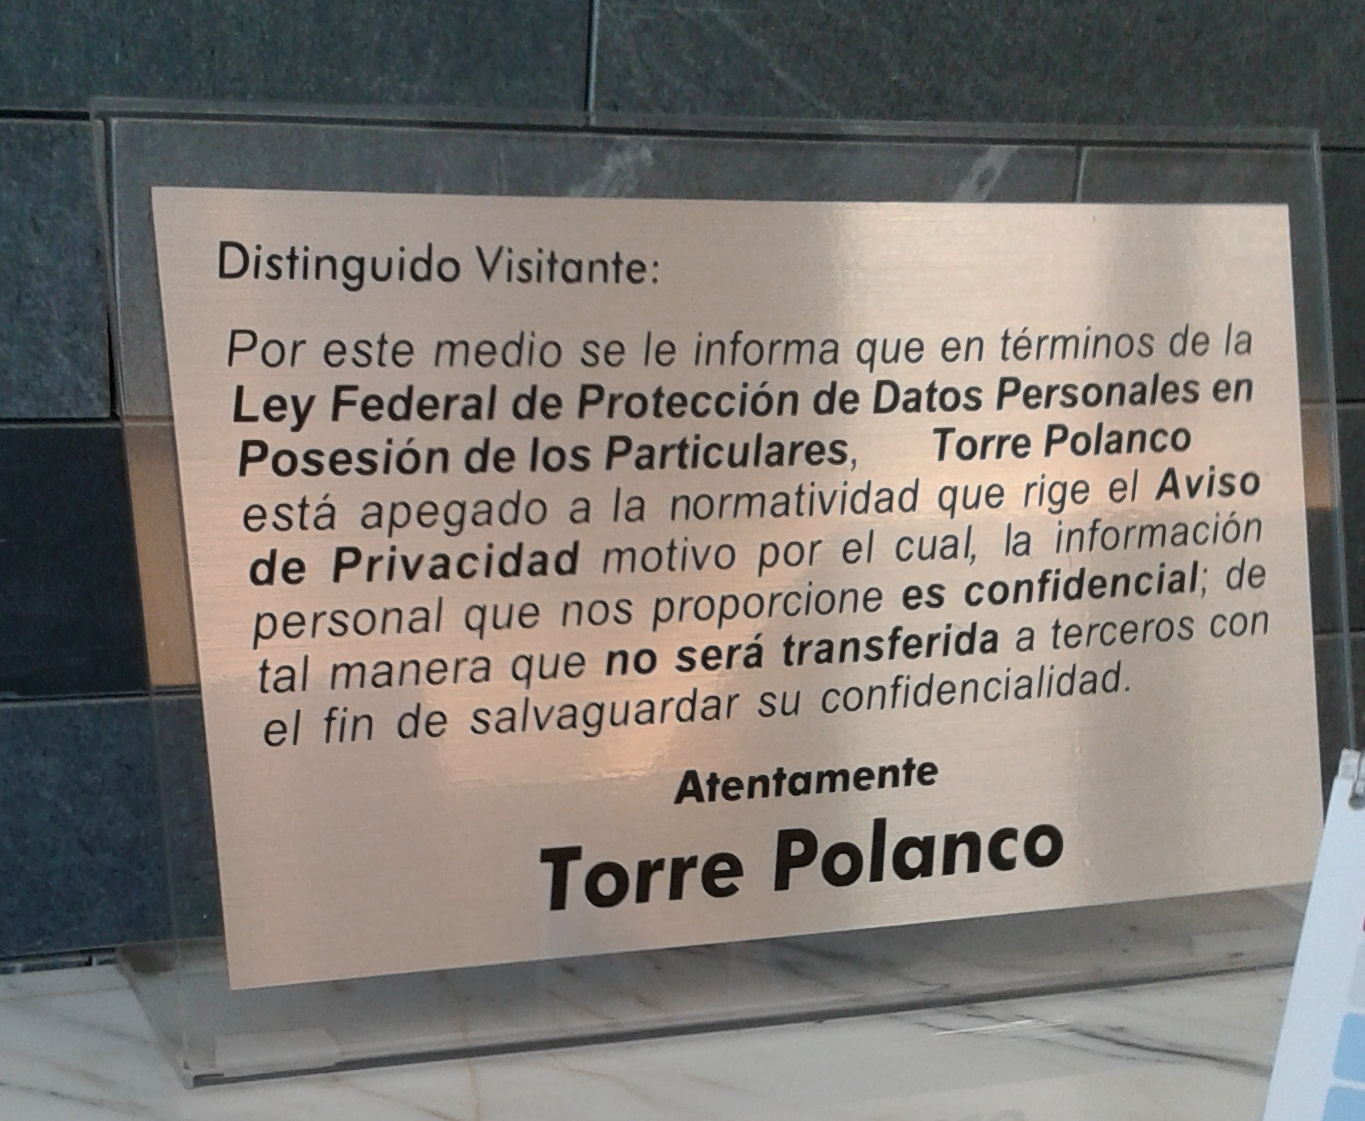 Distinguido Visitante:
Por este medio se le informa que en términos de la
Ley Federal de Protección de Datos Personales en
Posesión de los Particulares, Torre Polanco
está apegado a la normatividad que rige el Aviso
de Privacidad motivo por el cual, la información
personal que nos proporcione es confidencial; de
tal manera que no será transferida a terceros con
el fin de salvaguardar su confidencialidad.
Atentamente
Torre Polanco